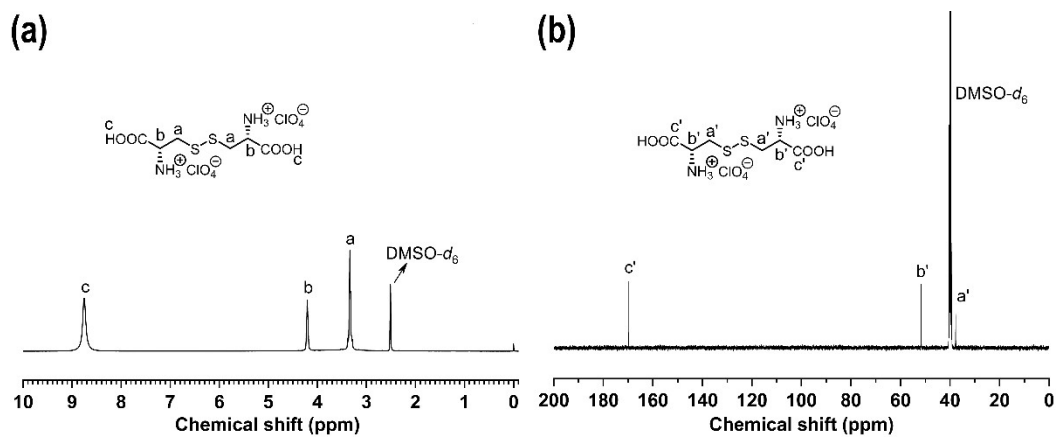 (a)
c
HOOC
b
a
S
S
a
b
NH₃⊕ ClO₄⊖
COOH
c
NH₃⊕ ClO₄⊖
c
b
a
DMSO-d₆
10 9 8 7 6 5 4 3 2 1 0
Chemical shift (ppm)
(b)
HOOC
c'
b'
a'
S
S
a'
b'
NH₃⊕ ClO₄⊖
COOH
c'
NH₃⊕ ClO₄⊖
DMSO-d₆
c'
b'
a'
200 180 160 140 120 100 80 60 40 20 0
Chemical shift (ppm)